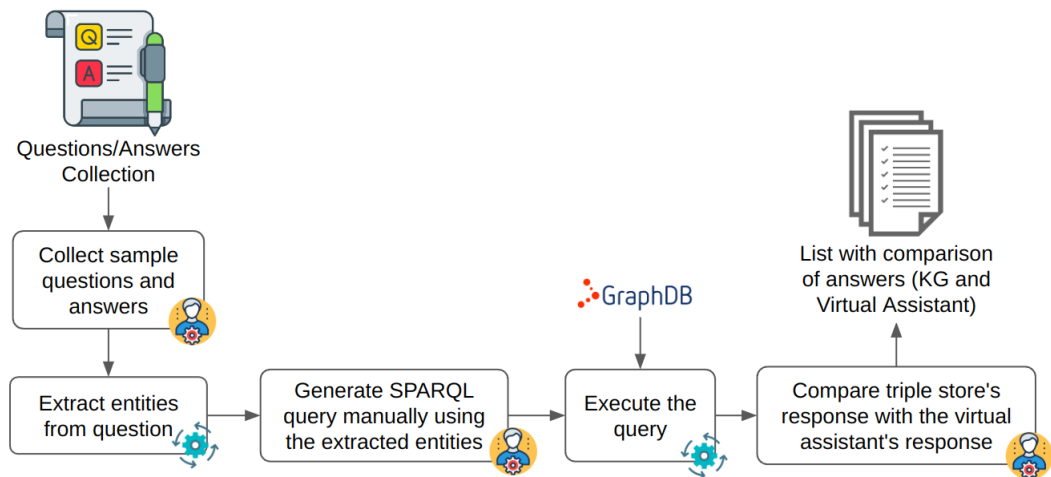 Q
A
Questions/Answers
Collection
Collect sample
questions and
answers
Extract entities
from question
Generate SPARQL
query manually using
the extracted entities
GraphDB
Execute the
query
Compare triple store's
response with the virtual
assistant's response
List with comparison
of answers (KG and
Virtual Assistant)